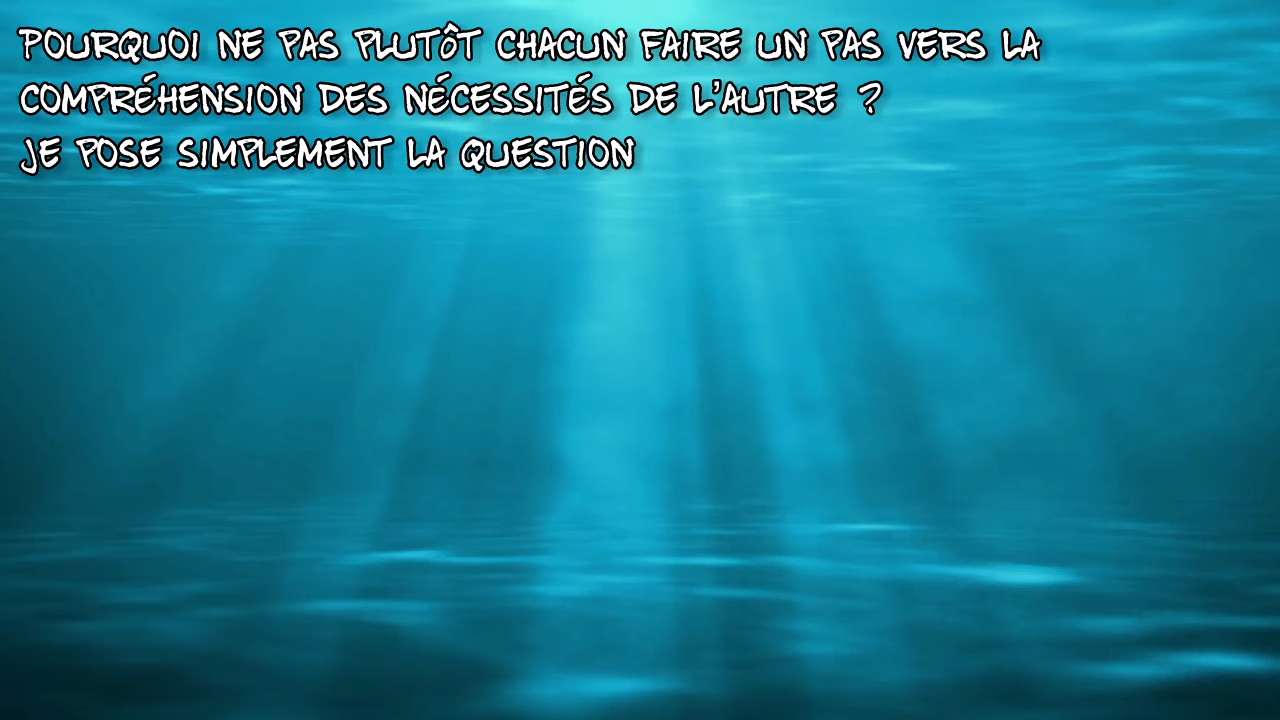 POURQUOI NE PAS PLUTÔT CHACUN FAIRE UN PAS VERS LA
COMPRÉHENSION DES NÉCESSITÉS DE L'AUTRE ?
JE POSE SIMPLEMENT LA QUESTION